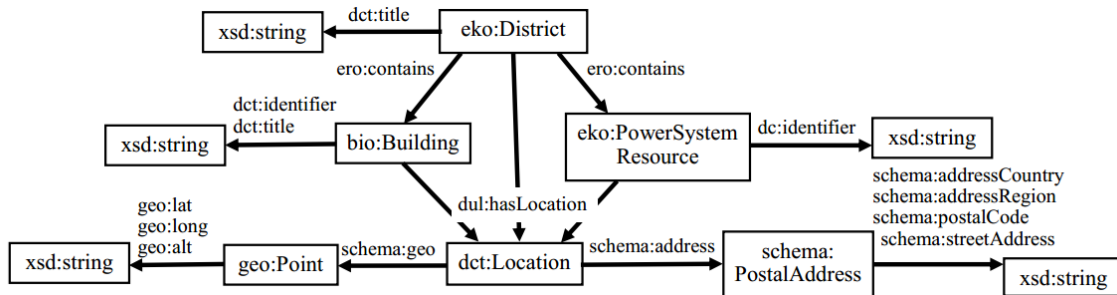 dct:title
xsd:string
eko:District
ero:contains
ero:contains
dct:identifier
dct:title
xsd:string
bio:Building
eko:PowerSystem
Resource
dc:identifier
xsd:string
schema:addressCountry
schema:addressRegion
schema:postalCode
schema:streetAddress
dul:hasLocation
geo:lat
geo:long
geo:alt
xsd:string
geo:Point
schema:geo
dct:Location
schema:address
schema:
PostalAddress
xsd:string